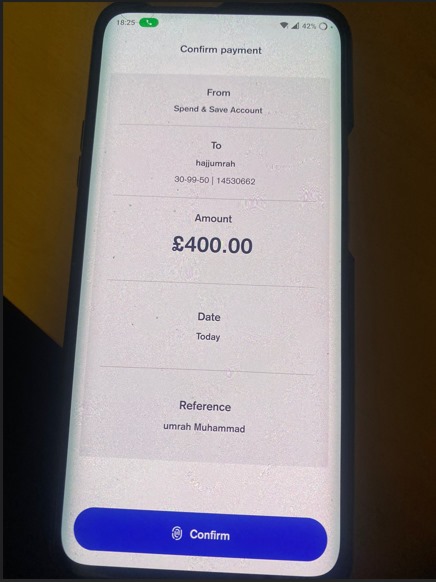 18:25
42%
Confirm payment
From
Spend & Save Account
To
hajjumrah
30-99-50 | 14530662
Amount
£400.00
Date
Today
Reference
umrah Muhammad
Confirm